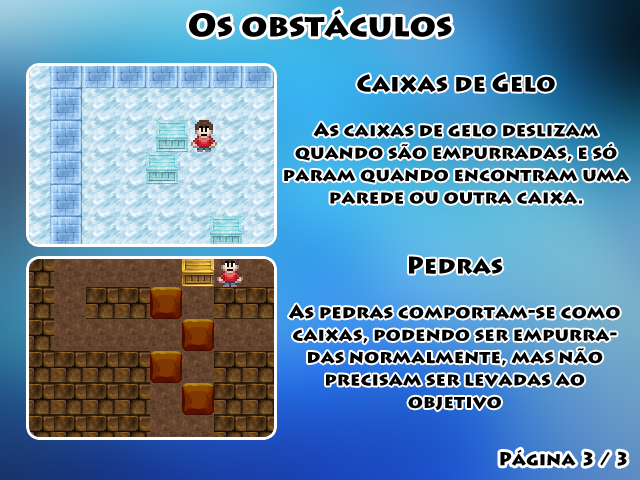 Os obstáculos
Caixas de Gelo
As caixas de gelo deslizam
quando são empurradas, e só
param quando encontram uma
parede ou outra caixa.
Pedras
As pedras comportam-se como
caixas, podendo ser empurra-
das normalmente, mas não
precisam ser levadas ao
objetivo
Página 3 / 3